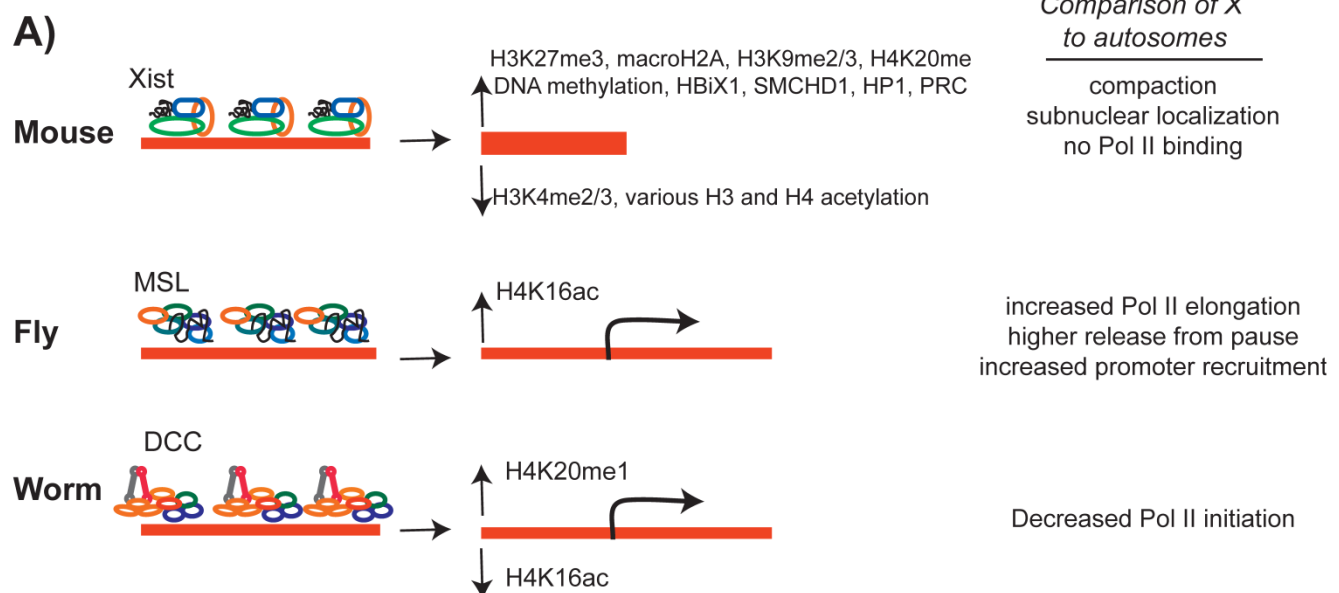 A)
Comparison of X
to autosomes
Xist
Mouse
H3K27me3, macroH2A, H3K9me2/3, H4K20me
DNA methylation, HBiX1, SMCHD1, HP1, PRC
H3K4me2/3, various H3 and H4 acetylation
compaction
subnuclear localization
no Pol II binding
MSL
Fly
H4K16ac
increased Pol II elongation
higher release from pause
increased promoter recruitment
DCC
Worm
H4K20me1
H4K16ac
Decreased Pol II initiation